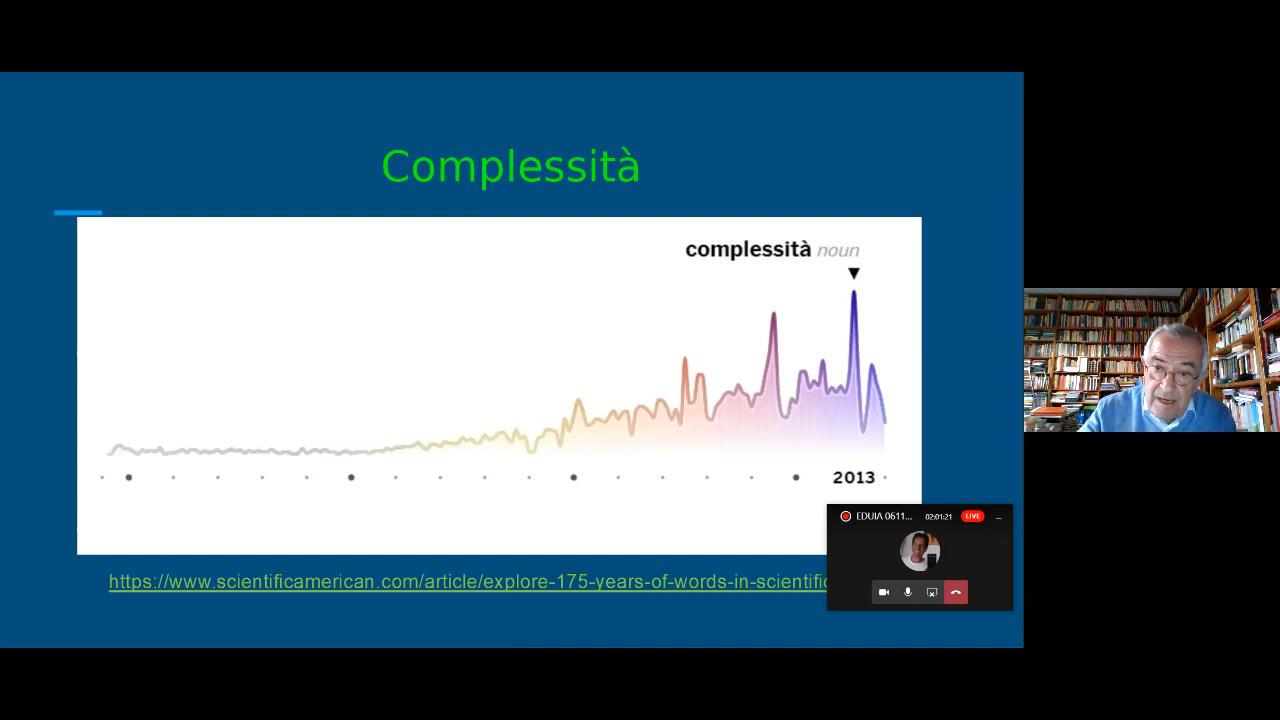 Complessità
complessità noun
2013
https://www.scientificamerican.com/article/explore-175-years-of-words-in-scientific
EDUIA 0611... 02:01:21 LIVE